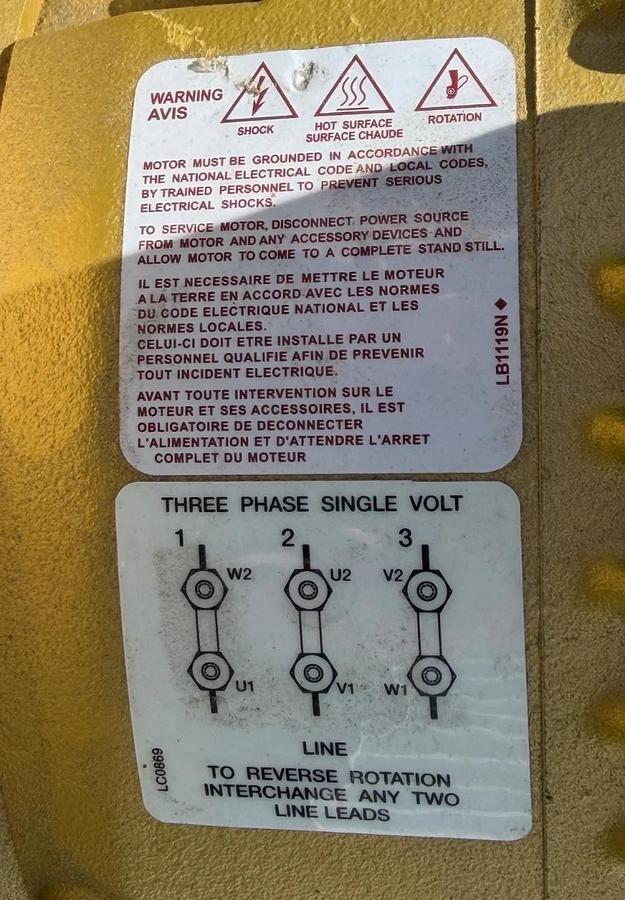 WARNING
AVIS
SHOCK
HOT SURFACE
SURFACE CHAUDE
ROTATION
MOTOR MUST BE GROUNDED IN ACCORDANCE WITH
THE NATIONAL ELECTRICAL CODE AND LOCAL CODES,
BY TRAINED PERSONNEL TO PREVENT SERIOUS
ELECTRICAL SHOCKS.
TO SERVICE MOTOR, DISCONNECT POWER SOURCE
FROM MOTOR AND ANY ACCESSORY DEVICES AND
ALLOW MOTOR TO COME TO A COMPLETE STAND STILL.
IL EST NECESSAIRE DE METTRE LE MOTEUR
A LA TERRE EN ACCORD AVEC LES NORMES
DU CODE ELECTRIQUE NATIONAL ET LES
NORMES LOCALES.
CELUI-CI DOIT ETRE INSTALLE PAR UN
PERSONNEL QUALIFIE AFIN DE PREVENIR
TOUT INCIDENT ELECTRIQUE.
AVANT TOUTE INTERVENTION SUR LE
MOTEUR ET SES ACCESSOIRES, IL EST
OBLIGATOIRE DE DECONNECTER
L'ALIMENTATION ET D'ATTENDRE L'ARRET
COMPLET DU MOTEUR
LB1119N ◆
THREE PHASE SINGLE VOLT
1 2 3
W2 U2 V2
U1 V1 W1
LINE
TO REVERSE ROTATION
INTERCHANGE ANY TWO
LINE LEADS
LC0869